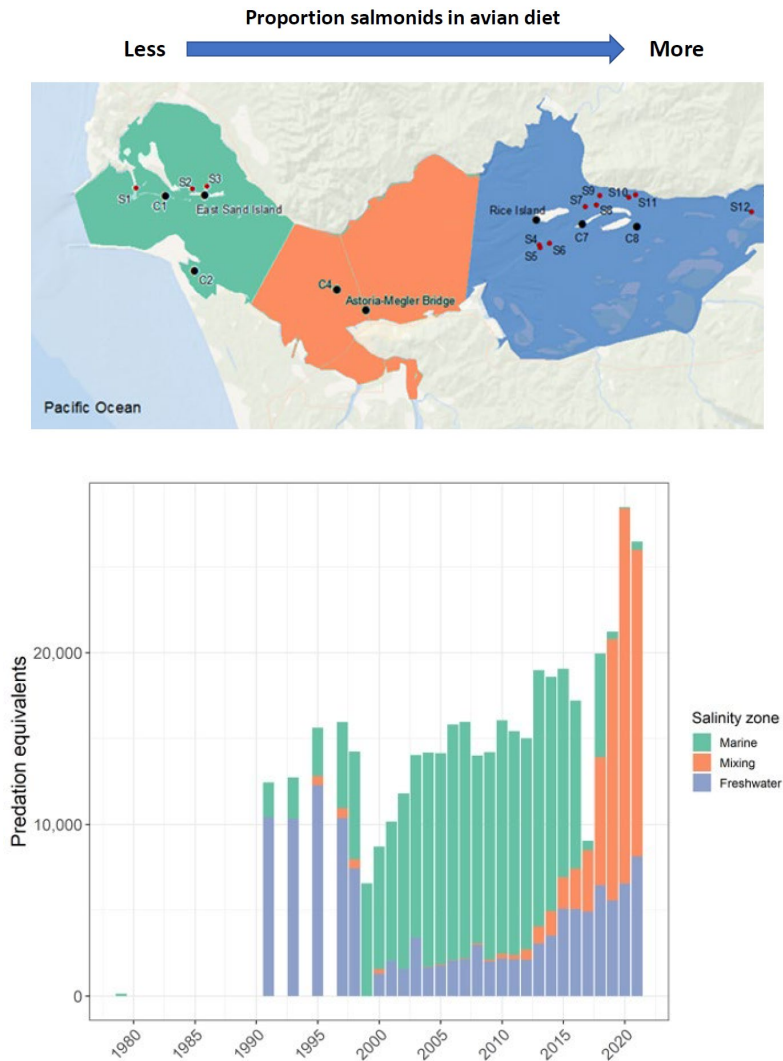 Proportion salmonids in avian diet
Less
More
S1
C1
S2
S3
East Sand Island
C2
C4
Astoria-Megler Bridge
Rice Island
S4
S5
S6
S7
S9
S8
S10
S11
C7
C8
S12
Pacific Ocean
Predation equivalents
20,000
10,000
0
1980
1985
1990
1995
2000
2005
2010
2015
2020
Salinity zone
Marine
Mixing
Freshwater